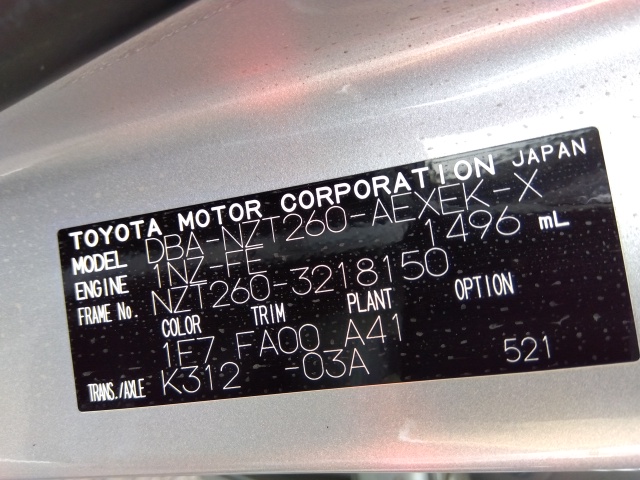 TOYOTA MOTOR CORPORATION JAPAN
MODEL DBA-NZT260-AEXEK-X
ENGINE 1NZ-FE 1496 mL
FRAME No. NZT260-3218150
COLOR TRIM PLANT OPTION
1F7 FA00 A41
TRANS./AXLE K312 -03A 521